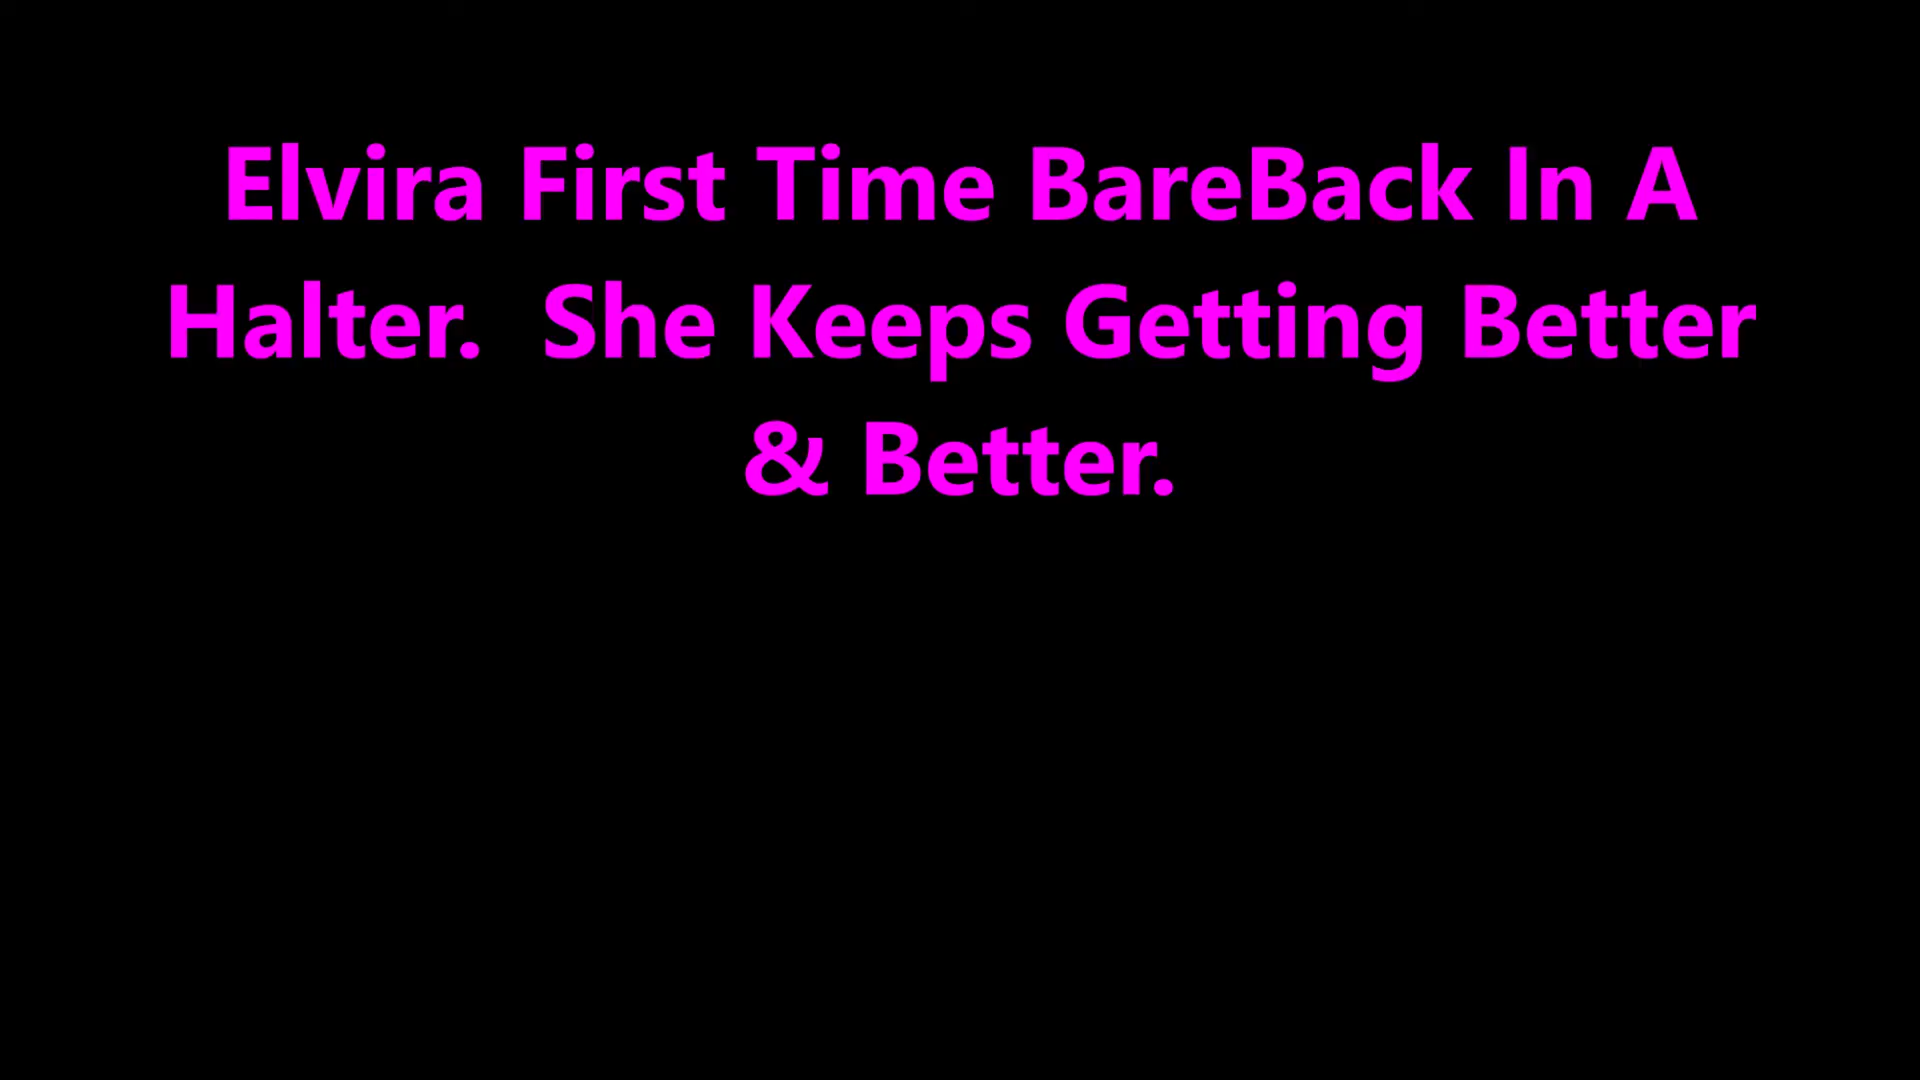 Elvira First Time BareBack In A
Halter.  She Keeps Getting Better
& Better.